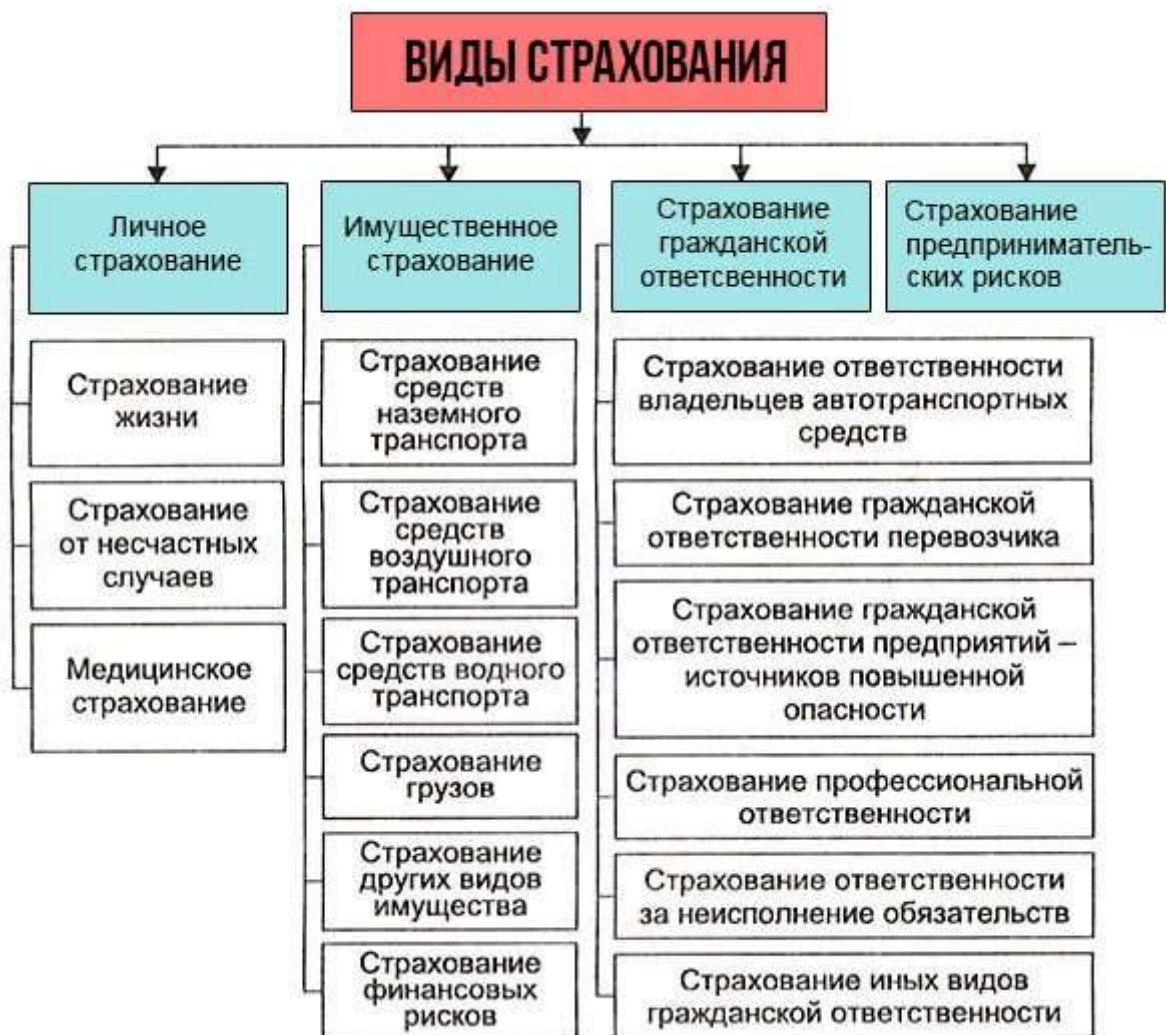 ВИДЫ СТРАХОВАНИЯ
Личное
страхование
Имущественное
страхование
Страхование
гражданской
ответсвенности
Страхование
предприниматель-
ских рисков
Страхование
жизни
Страхование
от несчастных
случаев
Медицинское
страхование
Страхование
средств
наземного
транспорта
Страхование
средств
воздушного
транспорта
Страхование
средств водного
транспорта
Страхование
грузов
Страхование
других видов
имущества
Страхование
финансовых
рисков
Страхование ответственности
владельцев автотранспортных
средств
Страхование гражданской
ответственности перевозчика
Страхование гражданской
ответственности предприятий –
источников повышенной
опасности
Страхование профессиональной
ответственности
Страхование ответственности
за неисполнение обязательств
Страхование иных видов
гражданской ответственности